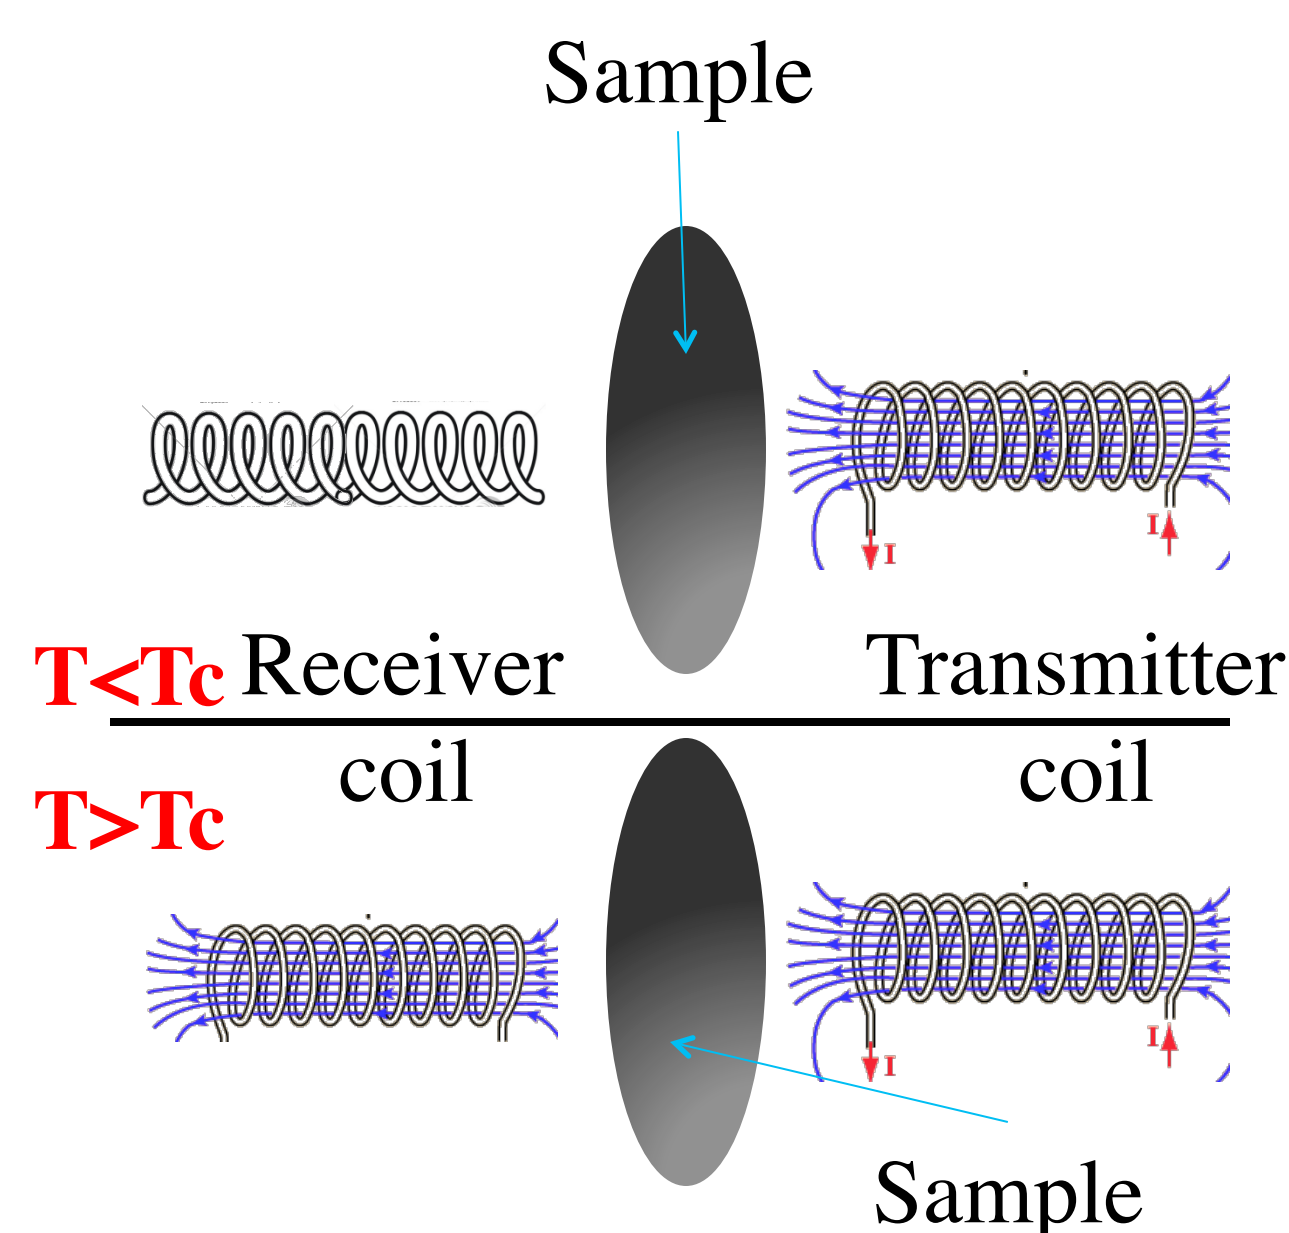 Sample
I
I
T<Tc
Receiver
coil
Transmitter
coil
T>Tc
I
I
Sample